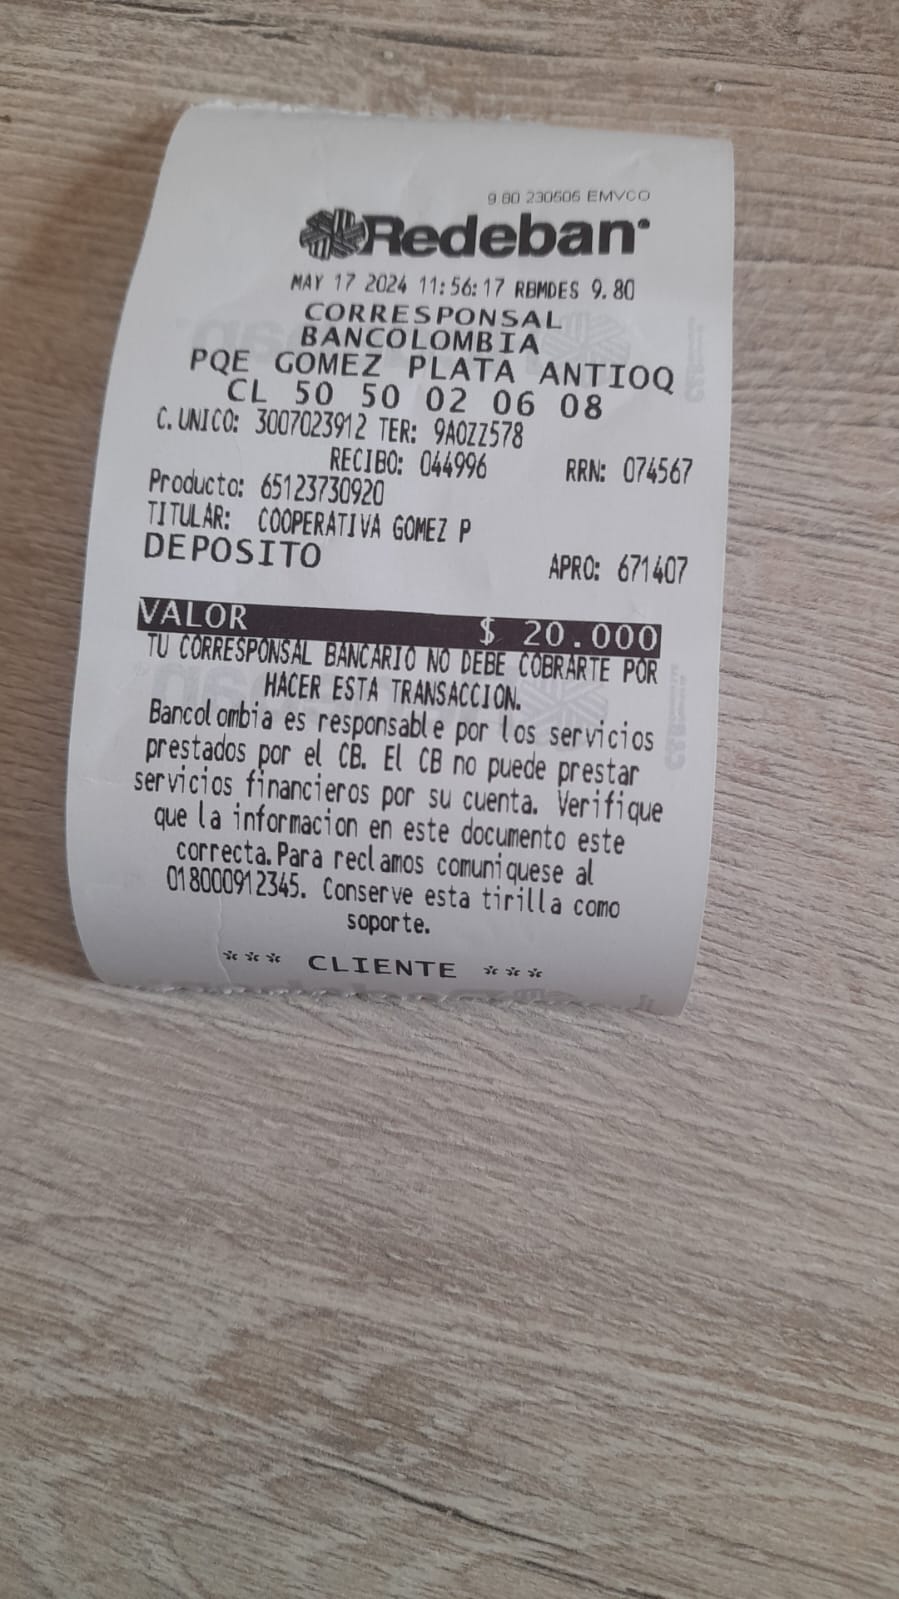 9.80 230505 EMVCO
Redeban
MAY 17 2024 11:56:17 RBMDES 9.80
CORRESPONSAL
BANCOLOMBIA
PQE GOMEZ PLATA ANTIOQ
CL 50 50 02 06 08
C.UNICO: 3007023912 TER: 9A0ZZ578
RECIBO: 044996 RRN: 074567
Producto: 65123730920
TITULAR: COOPERATIVA GOMEZ P
DEPOSITO APRO: 671407
VALOR $ 20.000
TU CORRESPONSAL BANCARIO NO DEBE COBRARTE POR
HACER ESTA TRANSACCION.
Bancolombia es responsable por los servicios
prestados por el CB. El CB no puede prestar
servicios financieros por su cuenta. Verifique
que la informacion en este documento este
correcta.Para reclamos comuniquese al
018000912345. Conserve esta tirilla como
soporte.
*** CLIENTE ***